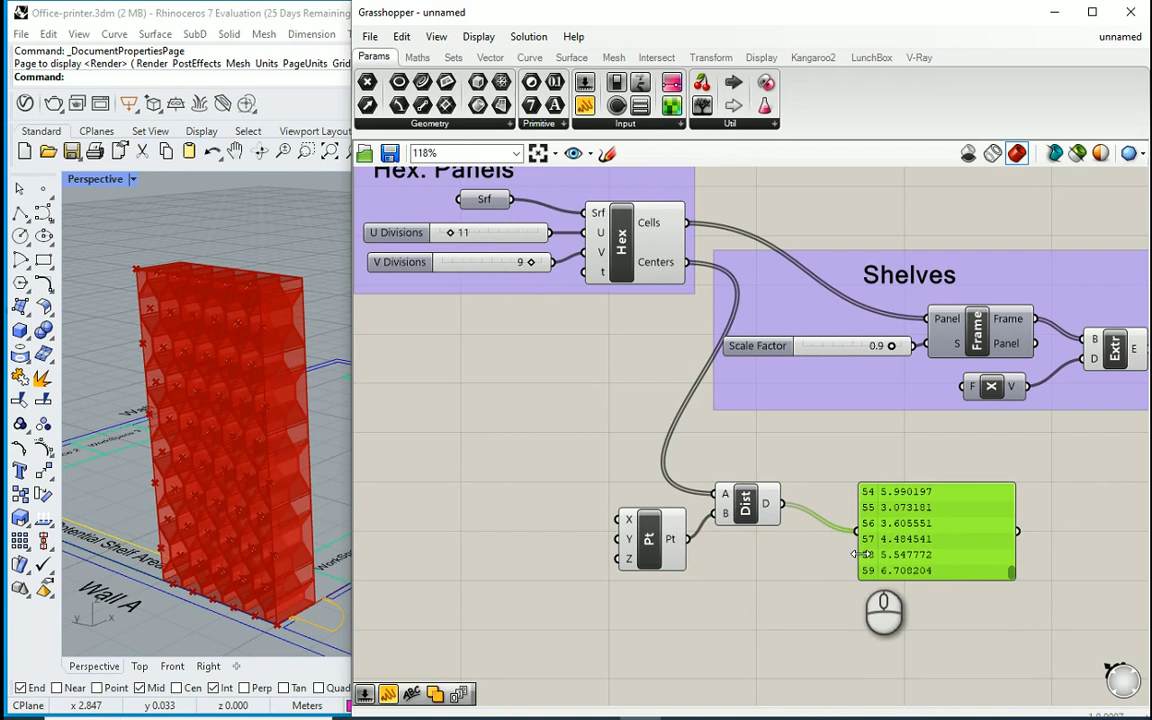 Office-printer.3dm (2 MB) - Rhinoceros 7 Evaluation (25 Days Remaining
File Edit View Curve Surface SubD Solid Mesh Dimension
Command: _DocumentPropertiesPage
Page to display <Render> ( Render PostEffects Mesh Units PageUnits Grid
Command:
Standard CPlanes Set View Display Select Viewport Layou
Perspective
Wall A
Perspective Top Front Right
End Near Point Mid Cen Int Perp Tan Quad
CPlane x 2.847 y 0.033 z 0.000 Meters
Grasshopper - unnamed
File Edit View Display Solution Help unnamed
Params Maths Sets Vector Curve Surface Mesh Intersect Transform Display Kangaroo2 LunchBox V-Ray
Geometry Primitive Input Util
118%
Hex. Panels
Srf
U Divisions 11
V Divisions 9
Srf
U
V
t
Hex
Cells
Centers
Shelves
Scale Factor 0.9
Panel
S
Frame
Frame
Panel
F X V
B
D
Extr
E
X
Y
Z
Pt
Pt
A
B
Dist
D
54 5.990197
55 3.073181
56 3.605551
57 4.484541
5.547772
59 6.708204